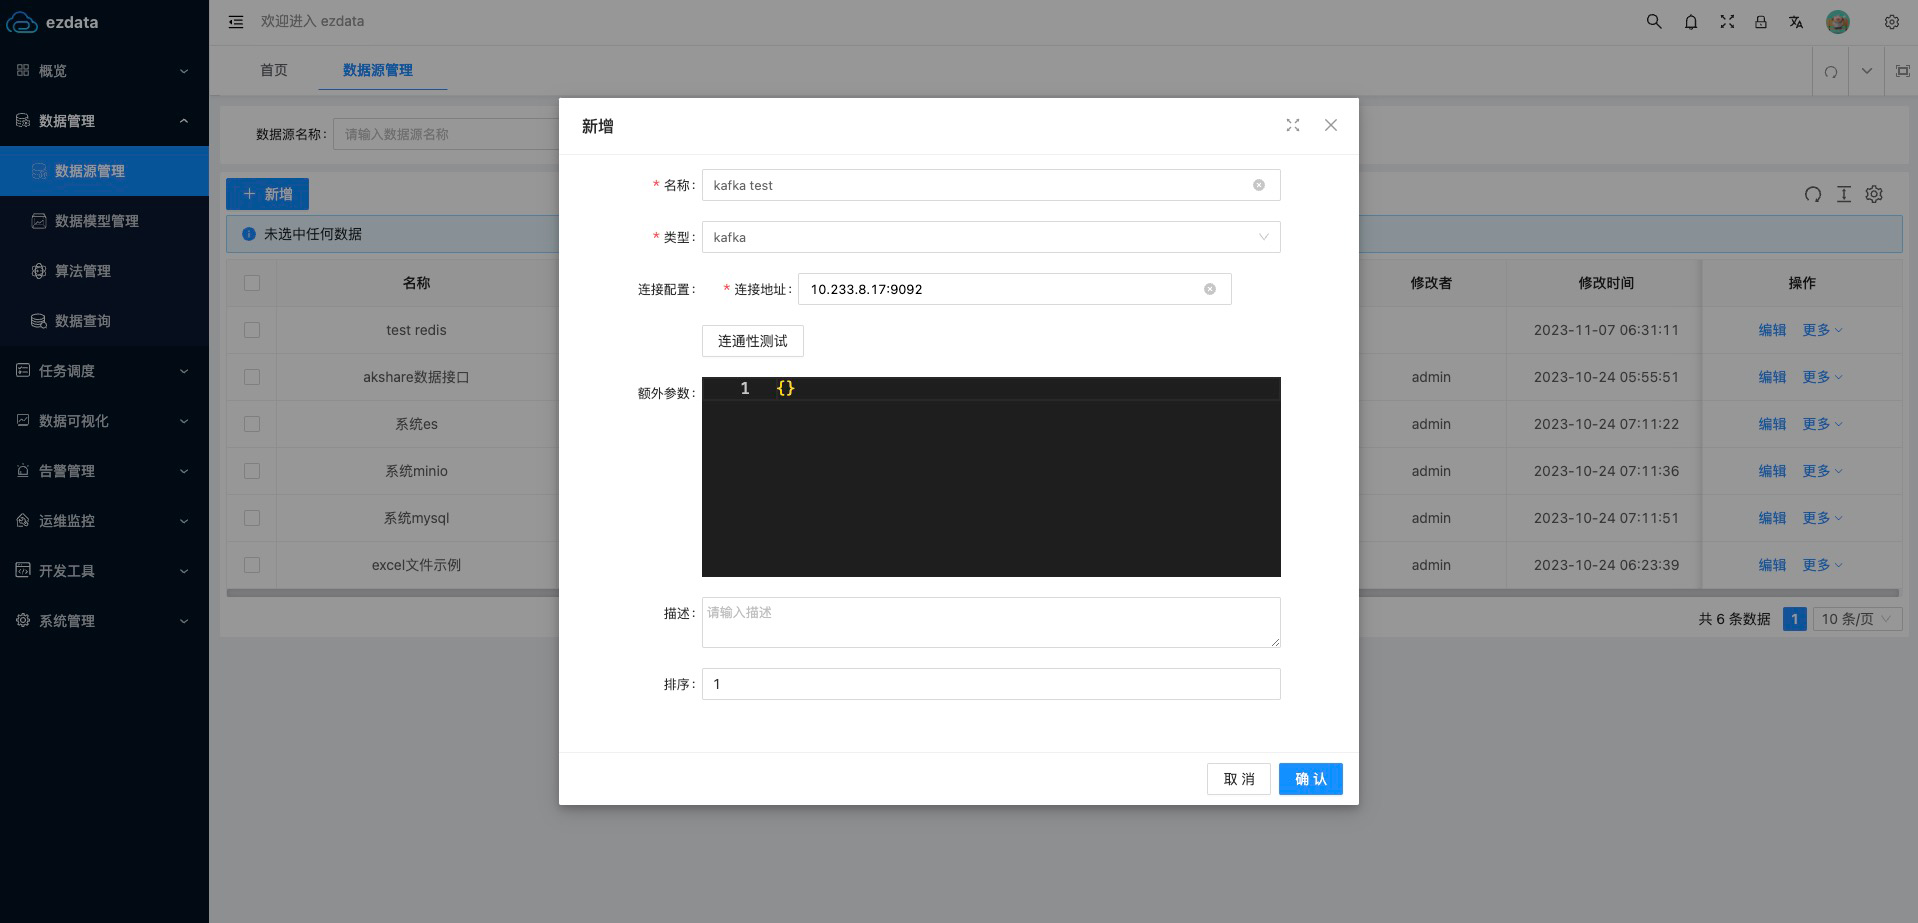 ezdata
欢迎进入 ezdata
概览
首页
数据源管理
数据管理
数据源管理
数据模型管理
算法管理
数据查询
任务调度
数据可视化
告警管理
运维监控
开发工具
系统管理
数据源名称：
请输入数据源名称
新增
未选中任何数据
名称
修改者
修改时间
操作
test redis
2023-11-07 06:31:11
编辑
更多
akshare数据接口
admin
2023-10-24 05:55:51
编辑
更多
系统es
admin
2023-10-24 07:11:22
编辑
更多
系统minio
admin
2023-10-24 07:11:36
编辑
更多
系统mysql
admin
2023-10-24 07:11:51
编辑
更多
excel文件示例
admin
2023-10-24 06:23:39
编辑
更多
共 6 条数据
1
10 条/页
新增
* 名称： kafka test
* 类型： kafka
连接配置： * 连接地址： 10.233.8.17:9092
连通性测试
额外参数： 1 {}
描述： 请输入描述
排序： 1
取 消
确 认